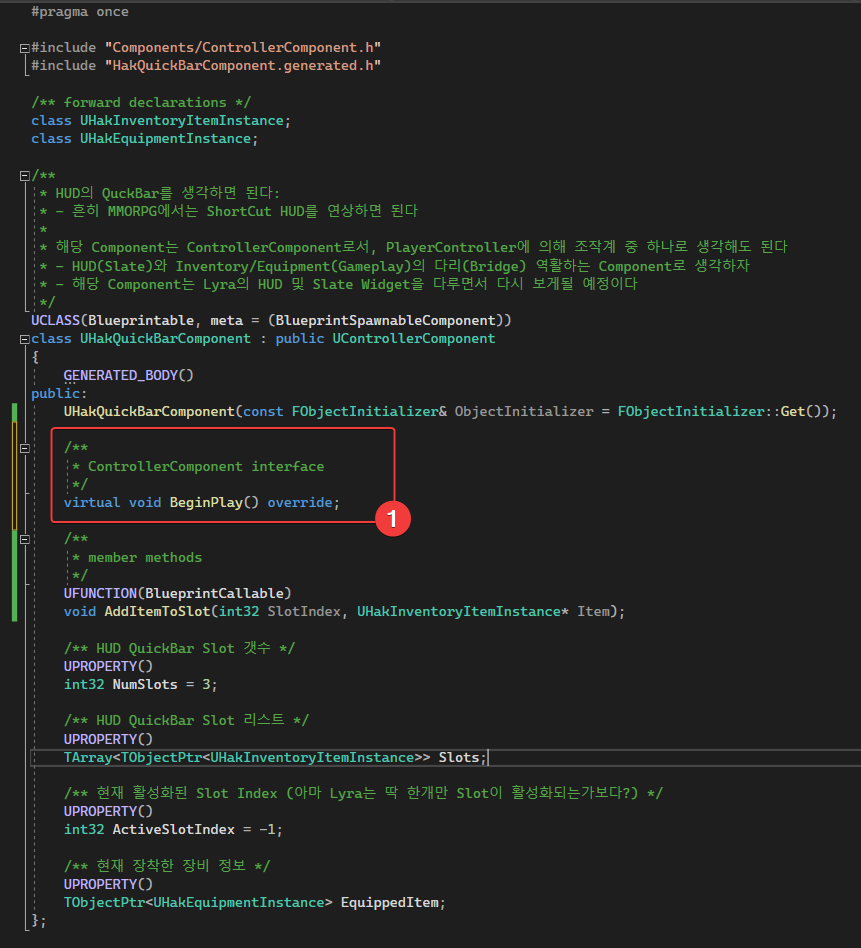 #pragma once
#include "Components/ControllerComponent.h"
#include "HakQuickBarComponent.generated.h"
/** forward declarations */
class UHakInventoryItemInstance;
class UHakEquipmentInstance;
/**
* HUD의 QuckBar를 생각하면 된다:
* - 흔히 MMORPG에서는 ShortCut HUD를 연상하면 된다
*
* 해당 Component는 ControllerComponent로서, PlayerController에 의해 조작계 중 하나로 생각해도 된다
* - HUD(Slate)와 Inventory/Equipment(Gameplay)의 다리(Bridge) 역활하는 Component로 생각하자
* - 해당 Component는 Lyra의 HUD 및 Slate Widget을 다루면서 다시 보게될 예정이다
*/
UCLASS(Blueprintable, meta = (BlueprintSpawnableComponent))
class UHakQuickBarComponent : public UControllerComponent
{
GENERATED_BODY()
public:
UHakQuickBarComponent(const FObjectInitializer& ObjectInitializer = FObjectInitializer::Get());
/**
* ControllerComponent interface
*/
virtual void BeginPlay() override;
1
/**
* member methods
*/
UFUNCTION(BlueprintCallable)
void AddItemToSlot(int32 SlotIndex, UHakInventoryItemInstance* Item);
/** HUD QuickBar Slot 갯수 */
UPROPERTY()
int32 NumSlots = 3;
/** HUD QuickBar Slot 리스트 */
UPROPERTY()
TArray<TObjectPtr<UHakInventoryItemInstance>> Slots;
/** 현재 활성화된 Slot Index (아마 Lyra는 딱 한개만 Slot이 활성화되는가보다?) */
UPROPERTY()
int32 ActiveSlotIndex = -1;
/** 현재 장착한 장비 정보 */
UPROPERTY()
TObjectPtr<UHakEquipmentInstance> EquippedItem;
};